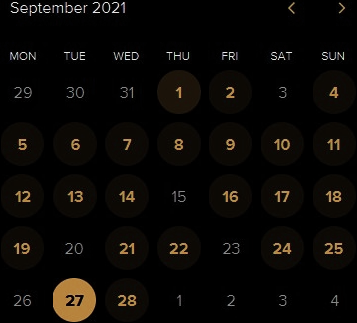 September 2021
MON TUE WED THU FRI SAT SUN
29 30 31 1 2 3 4
5 6 7 8 9 10 11
12 13 14 15 16 17 18
19 20 21 22 23 24 25
26 27 28 1 2 3 4